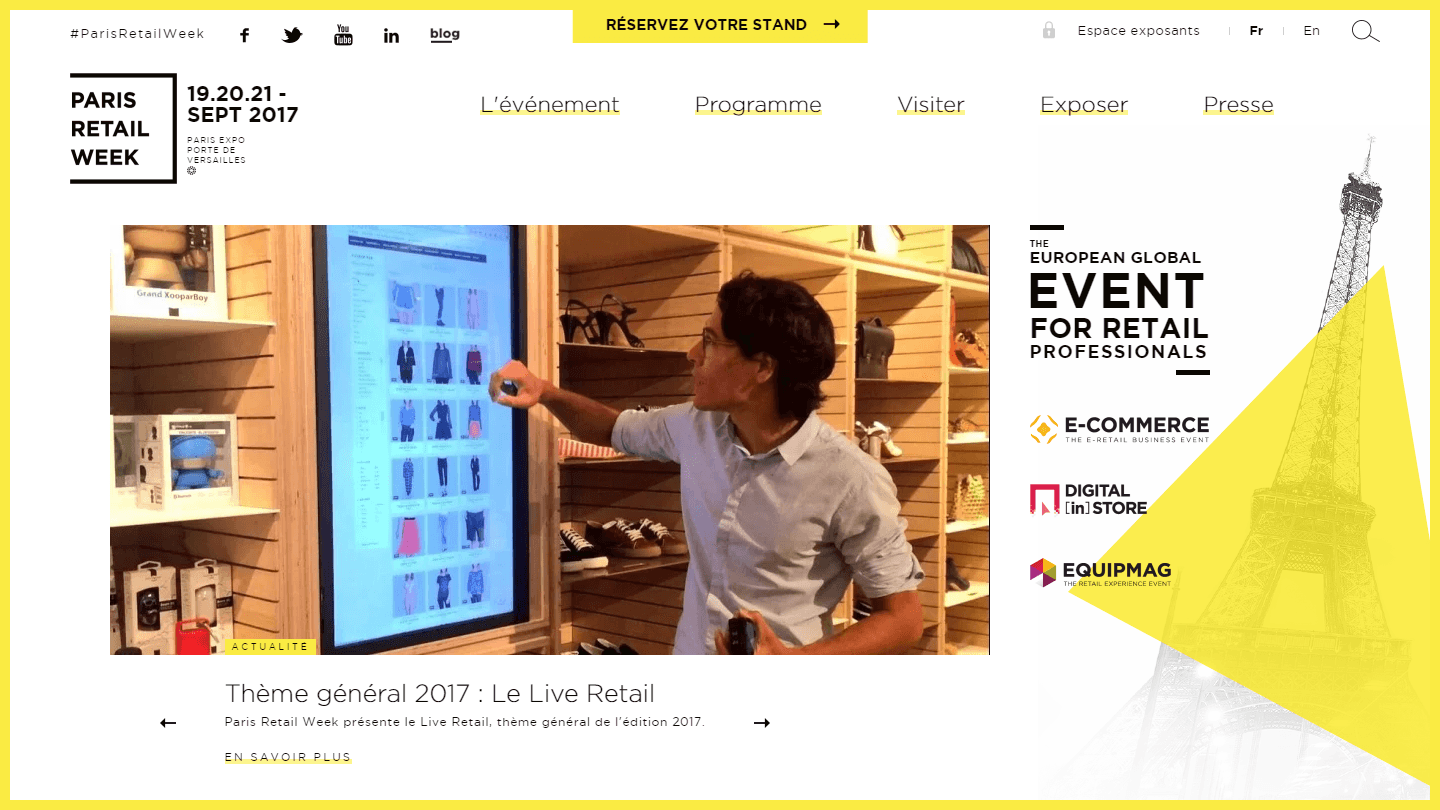 #ParisRetailWeek
You
Tube
in
blog
RÉSERVEZ VOTRE STAND
Espace exposants
Fr
En
PARIS
RETAIL
WEEK
19.20.21 -
SEPT 2017
PARIS EXPO
PORTE DE
VERSAILLES
L'événement
Programme
Visiter
Exposer
Presse
Grand XooparBoy
THE
EUROPEAN GLOBAL
EVENT
FOR RETAIL
PROFESSIONALS
E-COMMERCE
THE E-RETAIL BUSINESS EVENT
DIGITAL
[in] STORE
EQUIPMAG
THE RETAIL EXPERIENCE EVENT
ACTUALITÉ
Thème général 2017 : Le Live Retail
Paris Retail Week présente le Live Retail, thème général de l'édition 2017.
EN SAVOIR PLUS